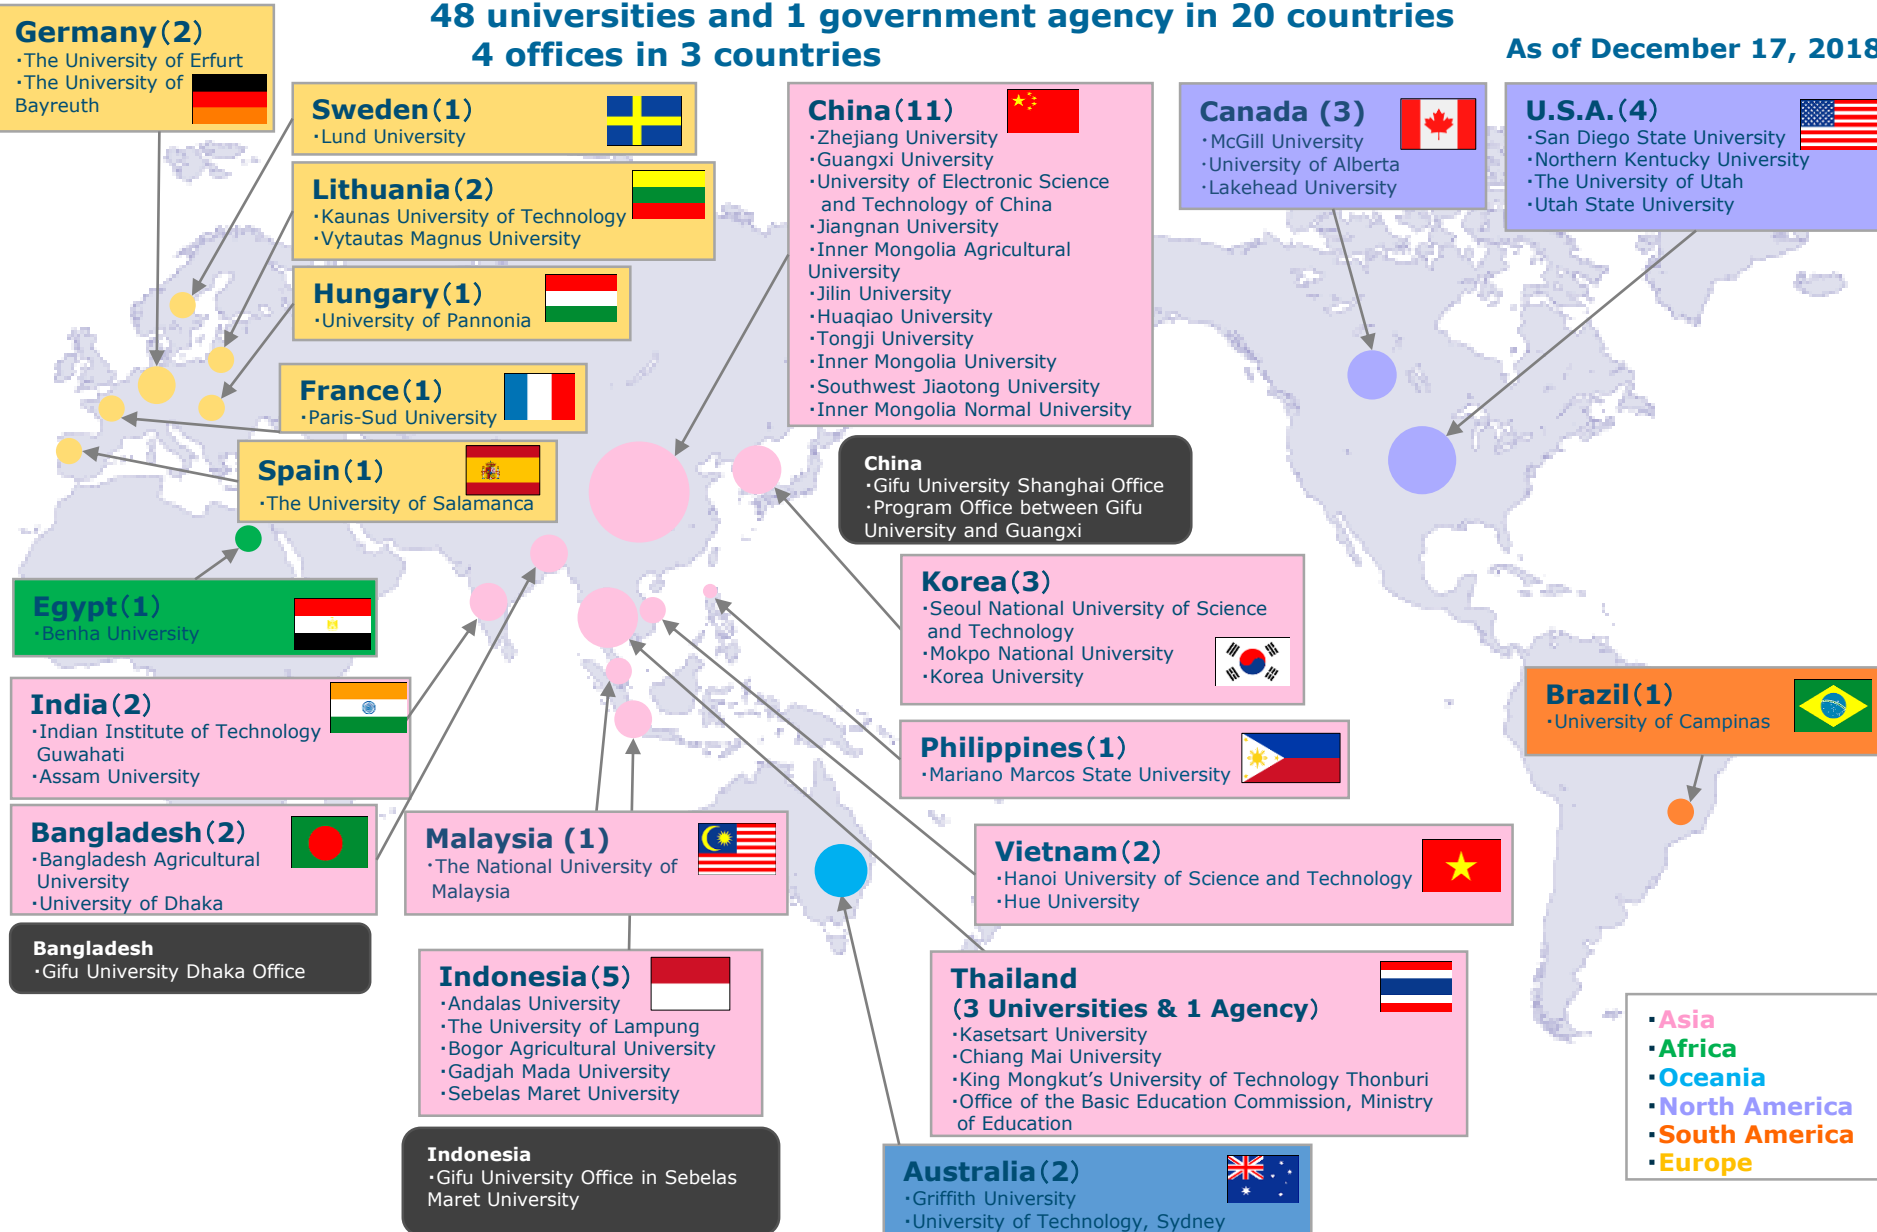 48 universities and 1 government agency in 20 countries
4 offices in 3 countries
As of December 17, 2018
Germany(2)
・The University of Erfurt
・The University of
Bayreuth
Sweden(1)
・Lund University
Lithuania(2)
・Kaunas University of Technology
・Vytautas Magnus University
Hungary(1)
・University of Pannonia
France(1)
・Paris-Sud University
Spain(1)
・The University of Salamanca
China(11)
・Zhejiang University
・Guangxi University
・University of Electronic Science
and Technology of China
・Jiangnan University
・Inner Mongolia Agricultural
University
・Jilin University
・Huaqiao University
・Tongji University
・Inner Mongolia University
・Southwest Jiaotong University
・Inner Mongolia Normal University
Canada (3)
・McGill University
・University of Alberta
・Lakehead University
U.S.A.(4)
・San Diego State University
・Northern Kentucky University
・The University of Utah
・Utah State University
China
・Gifu University Shanghai Office
・Program Office between Gifu
University and Guangxi
Egypt(1)
・Benha University
Korea(3)
・Seoul National University of Science
and Technology
・Mokpo National University
・Korea University
India(2)
・Indian Institute of Technology
Guwahati
・Assam University
Philippines(1)
・Mariano Marcos State University
Brazil(1)
・University of Campinas
Bangladesh(2)
・Bangladesh Agricultural
University
・University of Dhaka
Malaysia (1)
・The National University of
Malaysia
Vietnam(2)
・Hanoi University of Science and Technology
・Hue University
Bangladesh
・Gifu University Dhaka Office
Indonesia(5)
・Andalas University
・The University of Lampung
・Bogor Agricultural University
・Gadjah Mada University
・Sebelas Maret University
Thailand
(3 Universities & 1 Agency)
・Kasetsart University
・Chiang Mai University
・King Mongkut's University of Technology Thonburi
・Office of the Basic Education Commission, Ministry
of Education
Indonesia
・Gifu University Office in Sebelas
Maret University
Australia(2)
・Griffith University
・University of Technology, Sydney
・Asia
・Africa
・Oceania
・North America
・South America
・Europe